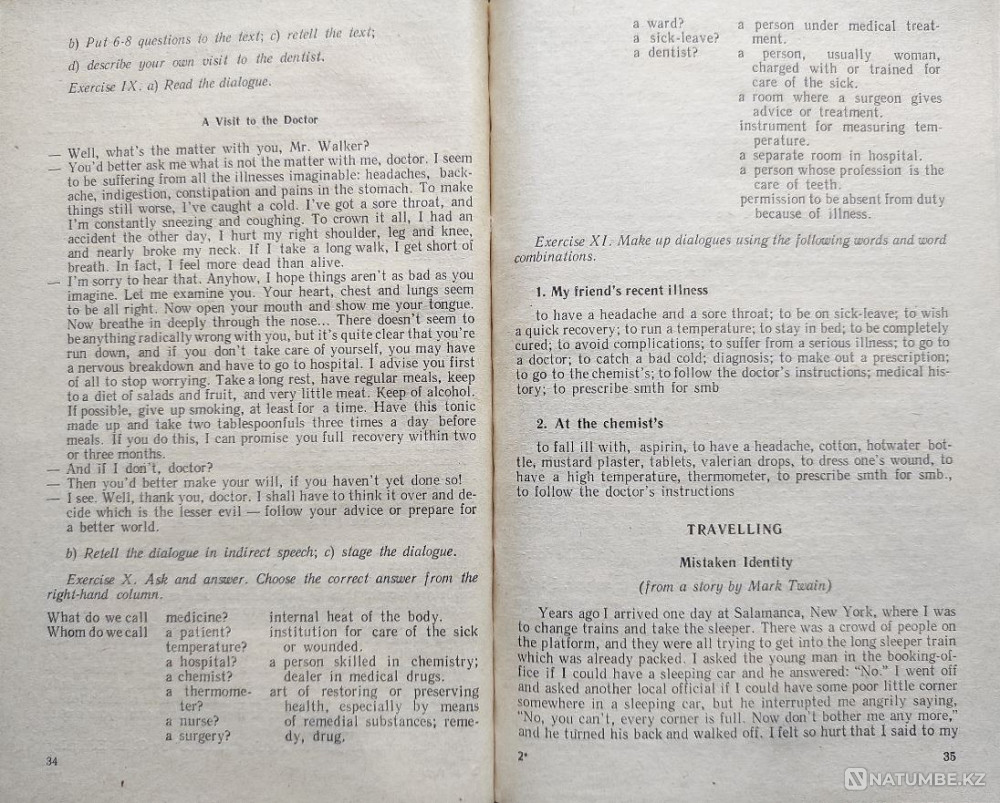 b) Put 6-8 questions to the text; c) retell the text;
d) describe your own visit to the dentist.
Exercise IX. a) Read the dialogue.
A Visit to the Doctor
— Well, what's the matter with you, Mr. Walker?
— You'd better ask me what is not the matter with me, doctor. I seem
to be suffering from all the illnesses imaginable: headaches, back-
ache, indigestion, constipation and pains in the stomach. To make
things still worse, I've caught a cold. I've got a sore throat, and
I'm constantly sneezing and coughing. To crown it all, I had an
accident the other day, I hurt my right shoulder, leg and knee,
and nearly broke my neck. If I take a long walk, I get short of
breath. In fact, I feel more dead than alive.
— I'm sorry to hear that. Anyhow, I hope things aren't as bad as you
imagine. Let me examine you. Your heart, chest and lungs seem
to be all right. Now open your mouth and show me your tongue.
Now breathe in deeply through the nose... There doesn't seem to
be anything radically wrong with you, but it's quite clear that you're
run down, and if you don't take care of yourself, you may have
a nervous breakdown and have to go to hospital. I advise you first
of all to stop worrying. Take a long rest, have regular meals, keep
to a diet of salads and fruit, and very little meat. Keep of alcohol.
If possible, give up smoking, at least for a time. Have this tonic
made up and take two tablespoonfuls three times a day before
meals. If you do this, I can promise you full recovery within two
or three months.
— And if I don't, doctor?
— Then you'd better make your will, if you haven't yet done so!
— I see. Well, thank you, doctor. I shall have to think it over and de-
cide which is the lesser evil — follow your advice or prepare for
a better world.
b) Retell the dialogue in indirect speech; c) stage the dialogue.
Exercise X. Ask and answer. Choose the correct answer from the
right-hand column.
What do we call medicine? internal heat of the body.
Whom do we call a patient? institution for care of the sick
temperature? or wounded.
a hospital? a person skilled in chemistry;
a chemist? dealer in medical drugs.
a thermome- art of restoring or preserving
ter? health, especially by means
a nurse? of remedial substances; reme-
a surgery? dy, drug.
34
a ward? a person under medical treat-
a sick-leave? ment.
a dentist? a person, usually woman,
charged with or trained for
care of the sick.
a room where a surgeon gives
advice or treatment.
instrument for measuring tem-
perature.
a separate room in hospital.
a person whose profession is the
care of teeth.
permission to be absent from duty
because of illness.
Exercise XI. Make up dialogues using the following words and word
combinations.
1. My friend's recent illness
to have a headache and a sore throat; to be on sick-leave; to wish
a quick recovery; to run a temperature; to stay in bed; to be completely
cured; to avoid complications; to suffer from a serious illness; to go to
a doctor; to catch a bad cold; diagnosis; to make out a prescription;
to go to the chemist's; to follow the doctor's instructions; medical his-
tory; to prescribe smth for smb
2. At the chemist's
to fall ill with, aspirin, to have a headache, cotton, hotwater bot-
tle, mustard plaster, tablets, valerian drops, to dress one's wound, to
have a high temperature, thermometer, to prescribe smth for smb.,
to follow the doctor's instructions
TRAVELLING
Mistaken Identity
(from a story by Mark Twain)
Years ago I arrived one day at Salamanca, New York, where I was
to change trains and take the sleeper. There was a crowd of people on
the platform, and they were all trying to get into the long sleeper train
which was already packed. I asked the young man in the booking-of-
fice if I could have a sleeping car and he answered: "No." I went off
and asked another local official if I could have some poor little corner
somewhere in a sleeping car, but he interrupted me angrily saying,
"No, you can't, every corner is full. Now don't bother me any more,"
and he turned his back and walked off. I felt so hurt that I said to my
2*
35
NATUMBE.KZ